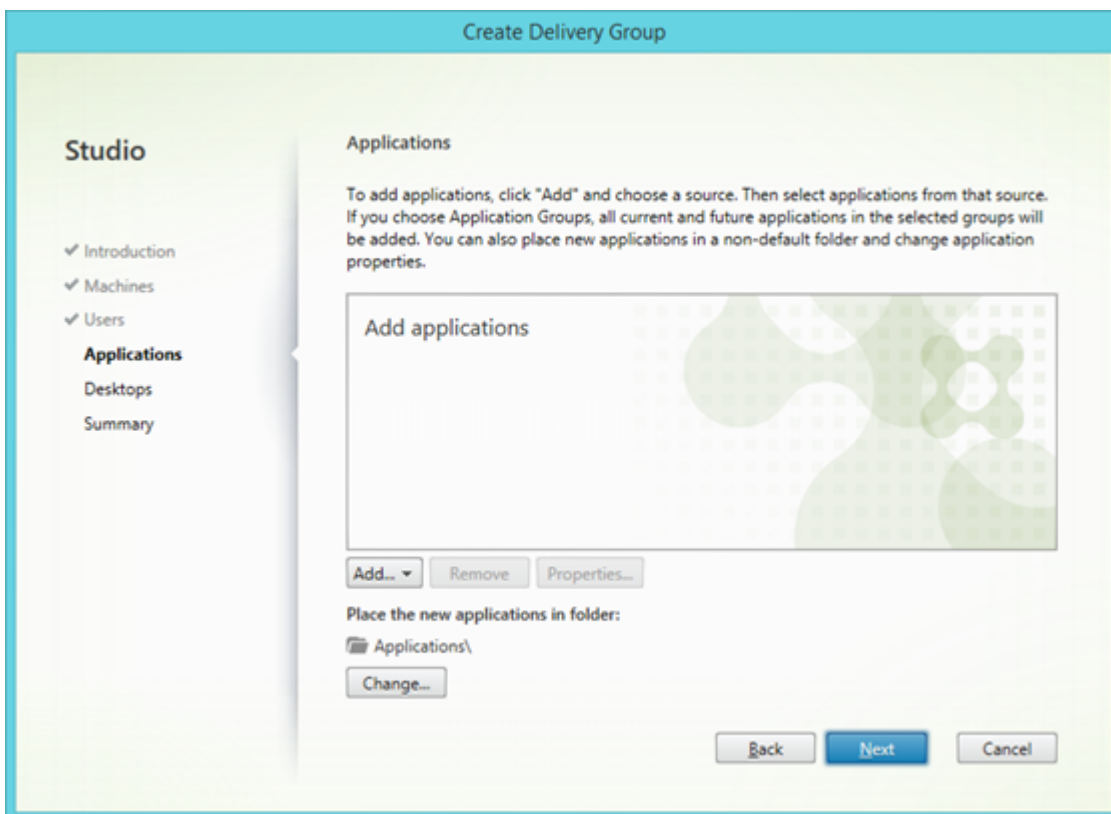 Create Delivery Group
Studio
✔ Introduction
✔ Machines
✔ Users
Applications
Desktops
Summary
Applications
To add applications, click "Add" and choose a source. Then select applications from that source.
If you choose Application Groups, all current and future applications in the selected groups will
be added. You can also place new applications in a non-default folder and change application
properties.
Add applications
Add... Remove Properties...
Place the new applications in folder:
Applications\
Change...
Back Next Cancel